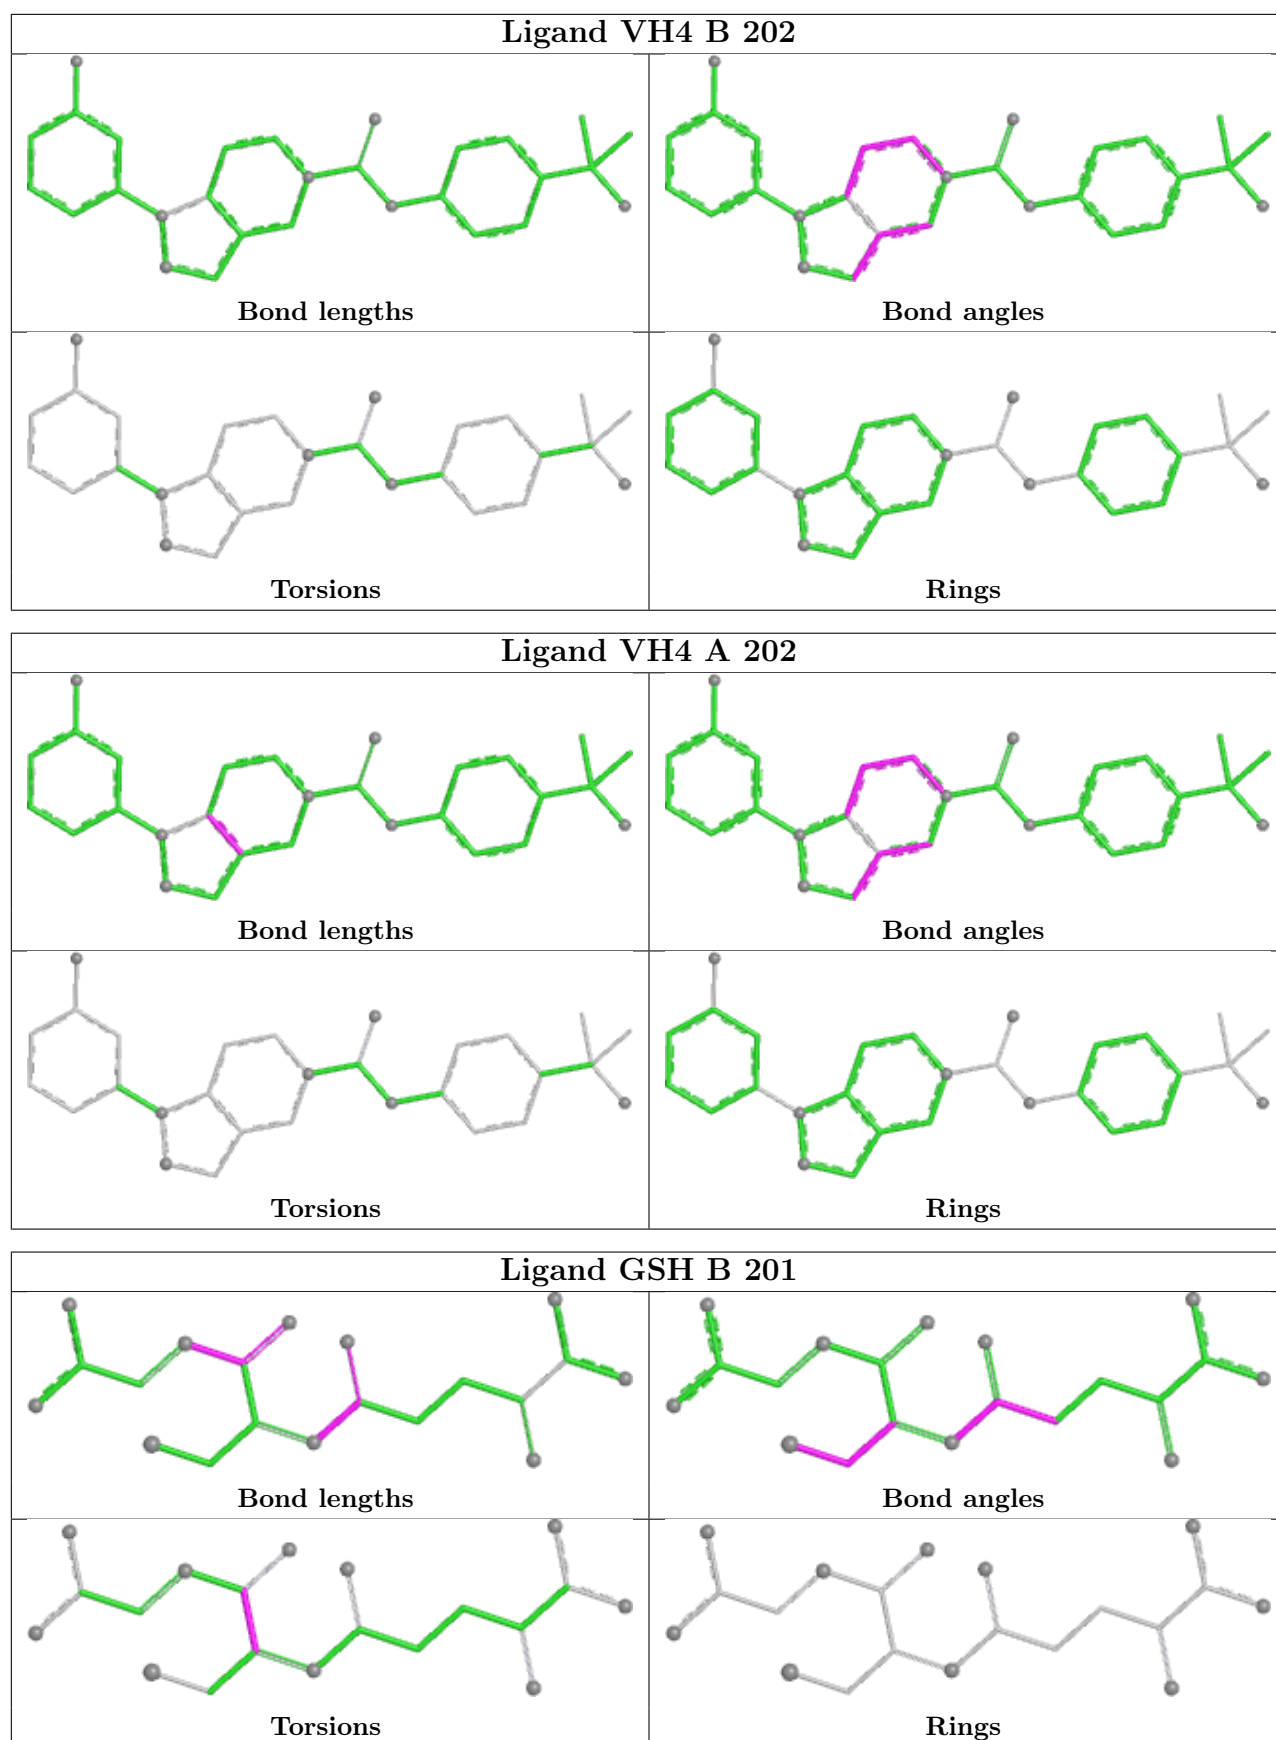 Ligand VH4 B 202
Bond lengths
Bond angles
Torsions
Rings
Ligand VH4 A 202
Bond lengths
Bond angles
Torsions
Rings
Ligand GSH B 201
Bond lengths
Bond angles
Torsions
Rings